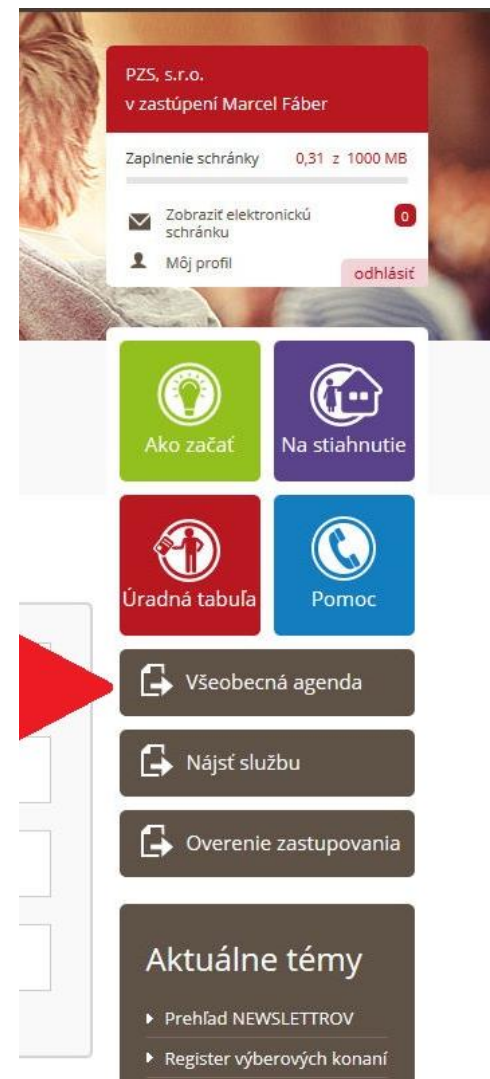 PZS, s.r.o.
v zastúpení Marcel Fáber
Zaplnenie schránky 0,31 z 1000 MB
Zobraziť elektronickú
schránku
0
Môj profil
odhlásiť
Ako začať
Na stiahnutie
Úradná tabuľa
Pomoc
Všeobecná agenda
Nájsť službu
Overenie zastupovania
Aktuálne témy
Prehľad NEWSLETTROV
Register výberových konaní